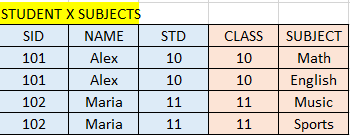 STUDENT X SUBJECTS
SID NAME STD CLASS SUBJECT
101 Alex 10 10 Math
101 Alex 10 10 English
102 Maria 11 11 Music
102 Maria 11 11 Sports